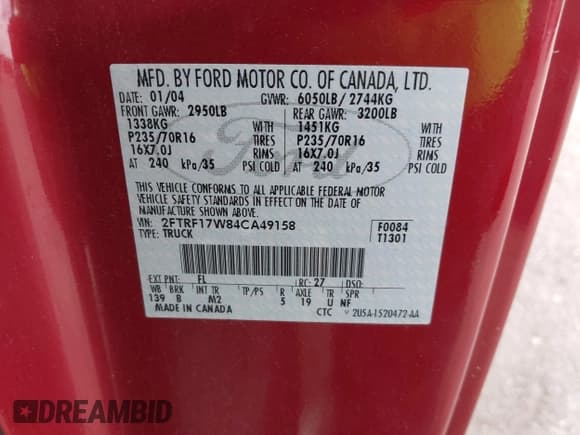 MFD. BY FORD MOTOR CO. OF CANADA, LTD.
DATE: 01/04 GVWR: 6050LB/ 2744KG
FRONT GAWR: 2950LB REAR GAWR: 3200LB
1338KG WITH 1451KG WITH
P235/70R16 TIRES P235/70R16 TIRES
16X7.0J RIMS 16X7.0J RIMS
AT 240 kPa/35 PSI COLD AT 240 kPa/35 PSI COLD
THIS VEHICLE CONFORMS TO ALL APPLICABLE FEDERAL MOTOR
VEHICLE SAFETY STANDARDS IN EFFECT ON THE DATE OF
MANUFACTURE SHOWN ABOVE.
VIN: 2FTRF17W84CA49158 F0084
TYPE: TRUCK T1301
EXT PNT: FL RC: 27 DSO:
WB BRK INT TR TP/PS R AXLE TR SPR
139 B M2 5 19 U NF
MADE IN CANADA CTC 2U5A-1520472-AA
Ford
DREAMBID